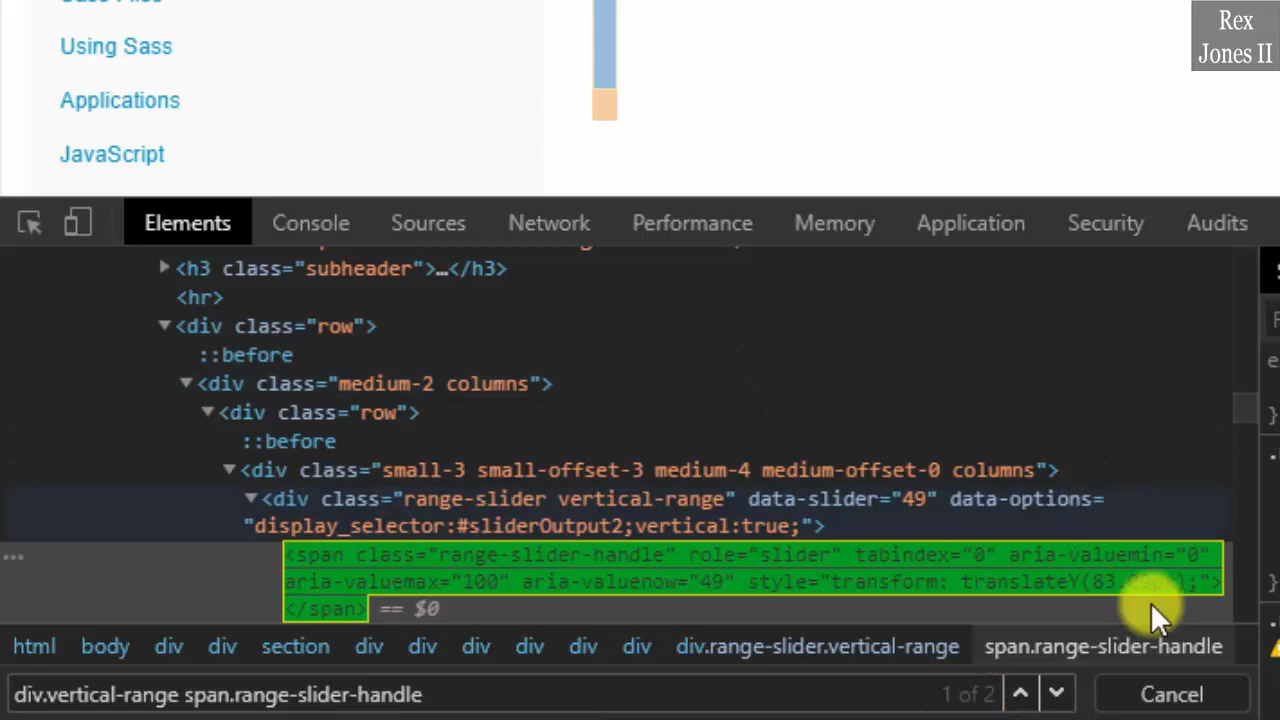 Rex
Jones II
Using Sass
Applications
JavaScript
Elements Console Sources Network Performance Memory Application Security Audits
<h3 class="subheader">…</h3>
<hr>
<div class="row">
::before
<div class="medium-2 columns">
<div class="row">
::before
<div class="small-3 small-offset-3 medium-4 medium-offset-0 columns">
<div class="range-slider vertical-range" data-slider="49" data-options=
"display_selector:#sliderOutput2;vertical:true;">
<span class="range-slider-handle" role="slider" tabindex="0" aria-valuemin="0"
aria-valuemax="100" aria-valuenow="49" style="transform: ">
</span> == $0
html body div div section div div div div div div div.range-slider.vertical-range span.range-slider-handle
div.vertical-range span.range-slider-handle 1 of 2 Cancel